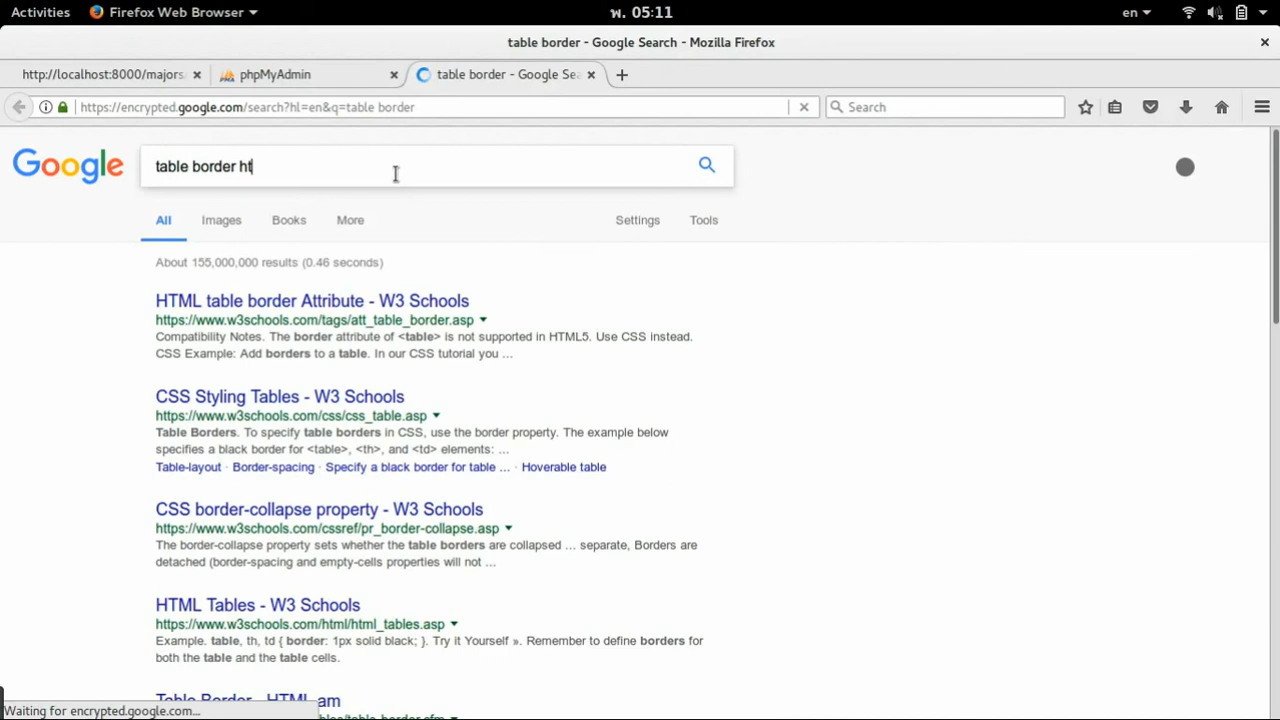 Activities Firefox Web Browser พ. 05:11 en
table border - Google Search - Mozilla Firefox
http://localhost:8000/majors phpMyAdmin table border - Google Sea
https://encrypted.google.com/search?hl=en&q=table border Search
Google table border ht
All Images Books More Settings Tools
About 155,000,000 results (0.46 seconds)
HTML table border Attribute - W3 Schools
https://www.w3schools.com/tags/att_table_border.asp
Compatibility Notes. The border attribute of <table> is not supported in HTML5. Use CSS instead.
CSS Example: Add borders to a table. In our CSS tutorial you ...
CSS Styling Tables - W3 Schools
https://www.w3schools.com/css/css_table.asp
Table Borders. To specify table borders in CSS, use the border property. The example below
specifies a black border for <table>, <th>, and <td> elements: ...
Table-layout · Border-spacing · Specify a black border for table ... · Hoverable table
CSS border-collapse property - W3 Schools
https://www.w3schools.com/cssref/pr_border-collapse.asp
The border-collapse property sets whether the table borders are collapsed ... separate, Borders are
detached (border-spacing and empty-cells properties will not ...
HTML Tables - W3 Schools
https://www.w3schools.com/html/html_tables.asp
Example. table, th, td { border: 1px solid black; }. Try it Yourself ». Remember to define borders for
both the table and the table cells.
Table Border - HTML.am
Waiting for encrypted.google.com...